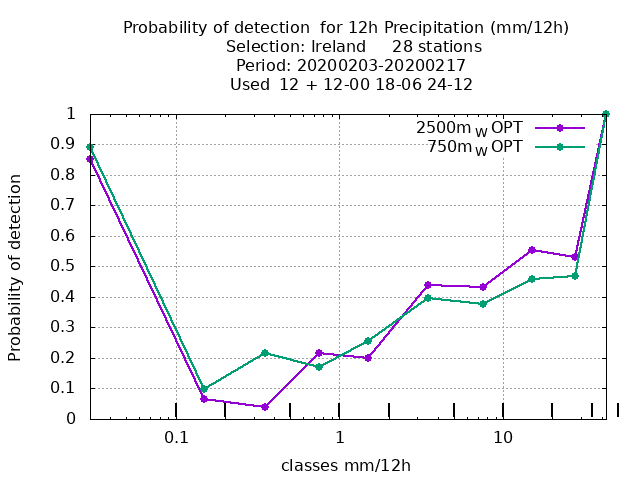 Probability of detection  for 12h Precipitation (mm/12h)
Selection: Ireland     28 stations
Period: 20200203-20200217
Used  12 + 12-00 18-06 24-12
2500m W OPT
750m W OPT
1
0.9
0.8
0.7
0.6
0.5
0.4
0.3
0.2
0.1
0
Probability of detection
0.1 1 10
classes mm/12h